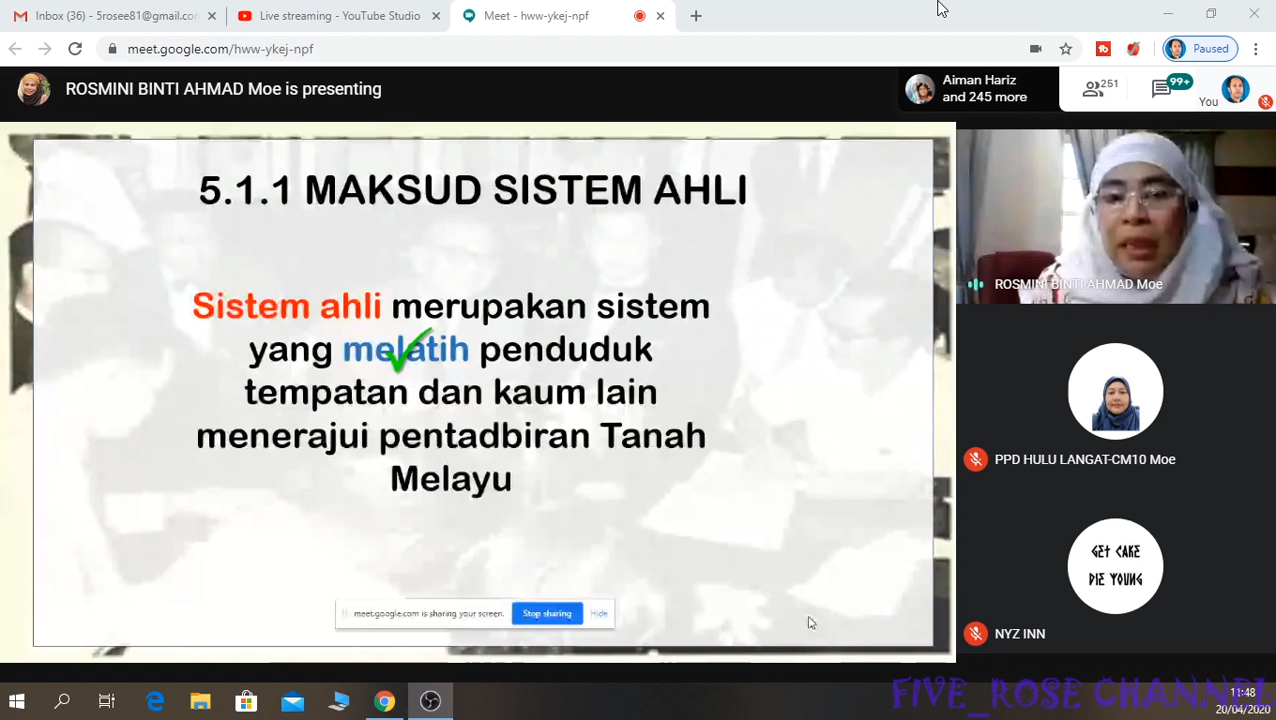 Inbox (36) - 5rosee81@gmail.co
Live streaming - YouTube Studio
Meet - hww-ykej-npf
meet.google.com/hww-ykej-npf
Paused
ROSMINI BINTI AHMAD Moe is presenting
Aiman Hariz
and 245 more
251
99+
You
5.1.1 MAKSUD SISTEM AHLI
Sistem ahli merupakan sistem
yang melatih penduduk
tempatan dan kaum lain
menerajui pentadbiran Tanah
Melayu
ROSMINI BINTI AHMAD Moe
PPD HULU LANGAT-CM10 Moe
GET CAKE
DIE YOUNG
NYZ INN
meet.google.com is sharing your screen.
Stop sharing
Hide
FIVE_ROSE CHANNEL
11:48
20/04/2020